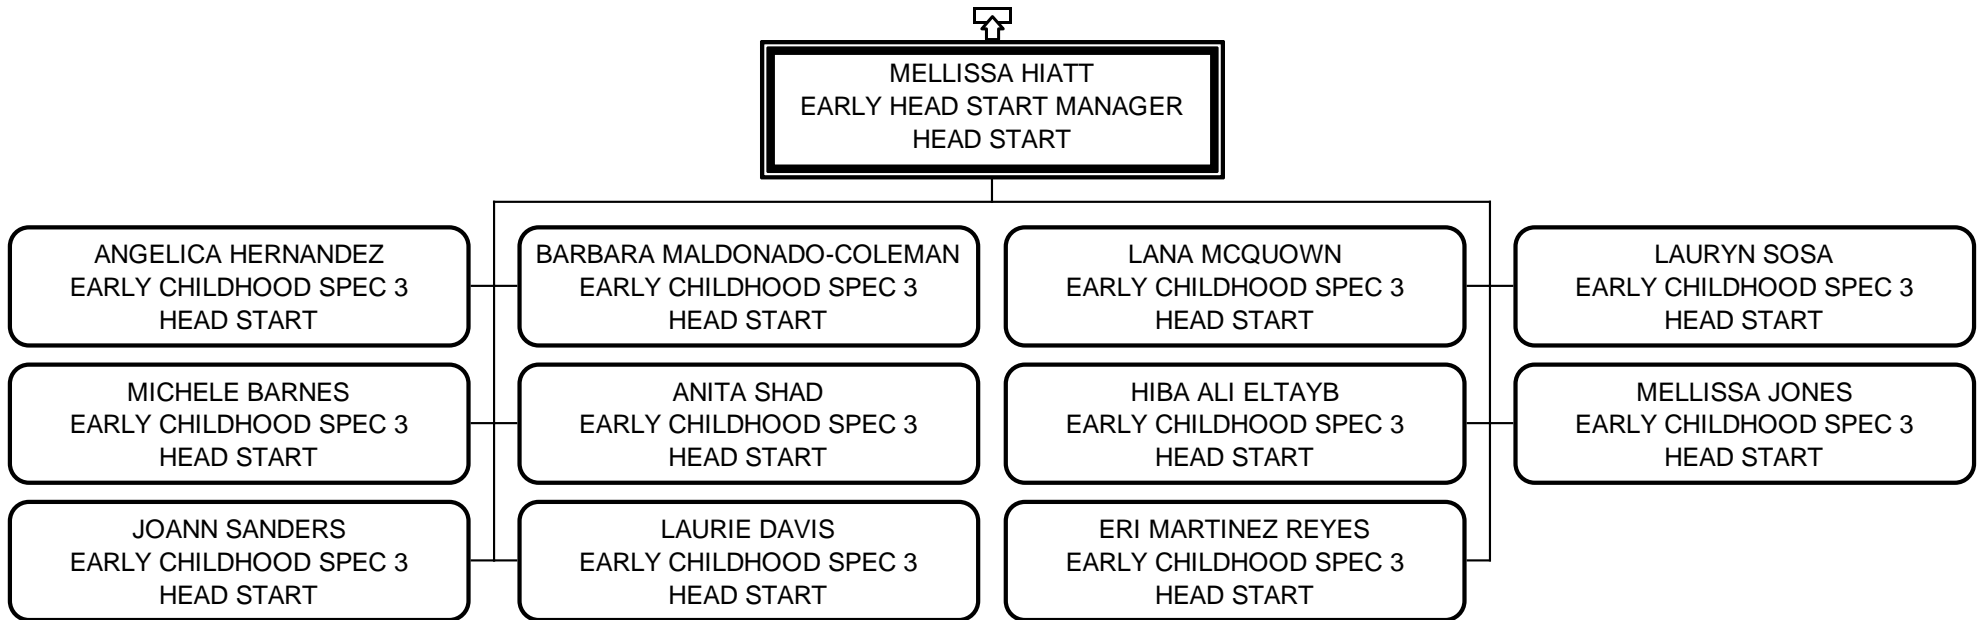 MELLISSA HIATT
EARLY HEAD START MANAGER
HEAD START
ANGELICA HERNANDEZ
EARLY CHILDHOOD SPEC 3
HEAD START
BARBARA MALDONADO-COLEMAN
EARLY CHILDHOOD SPEC 3
HEAD START
LANA MCQUOWN
EARLY CHILDHOOD SPEC 3
HEAD START
LAURYN SOSA
EARLY CHILDHOOD SPEC 3
HEAD START
MICHELE BARNES
EARLY CHILDHOOD SPEC 3
HEAD START
ANITA SHAD
EARLY CHILDHOOD SPEC 3
HEAD START
HIBA ALI ELTAYB
EARLY CHILDHOOD SPEC 3
HEAD START
MELLISSA JONES
EARLY CHILDHOOD SPEC 3
HEAD START
JOANN SANDERS
EARLY CHILDHOOD SPEC 3
HEAD START
LAURIE DAVIS
EARLY CHILDHOOD SPEC 3
HEAD START
ERI MARTINEZ REYES
EARLY CHILDHOOD SPEC 3
HEAD START